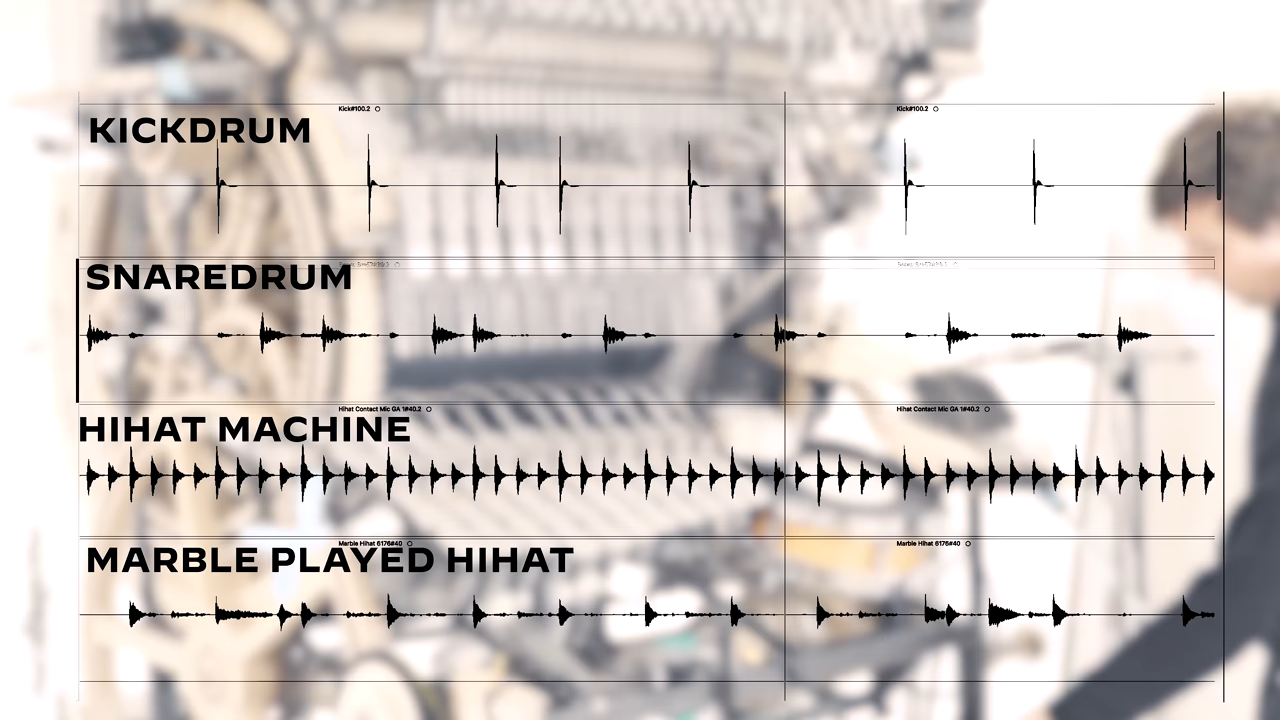 Kick#100.2
Kick#100.2
KICKDRUM
SNAREDRUM
Hihat Contact Mic GA 1#40.2
Hihat Contact Mic GA 1#40.2
HIHAT MACHINE
Marble Hihat 6176#40
Marble Hihat 6176#40
MARBLE PLAYED HIHAT